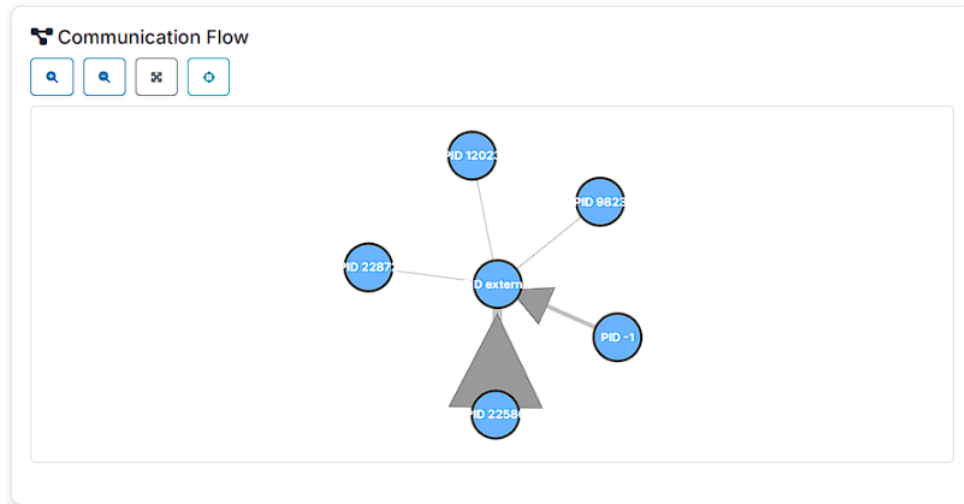 Communication Flow
PID 12023
PID 9823
PID 2287
D extern
PID -1
PID 2258